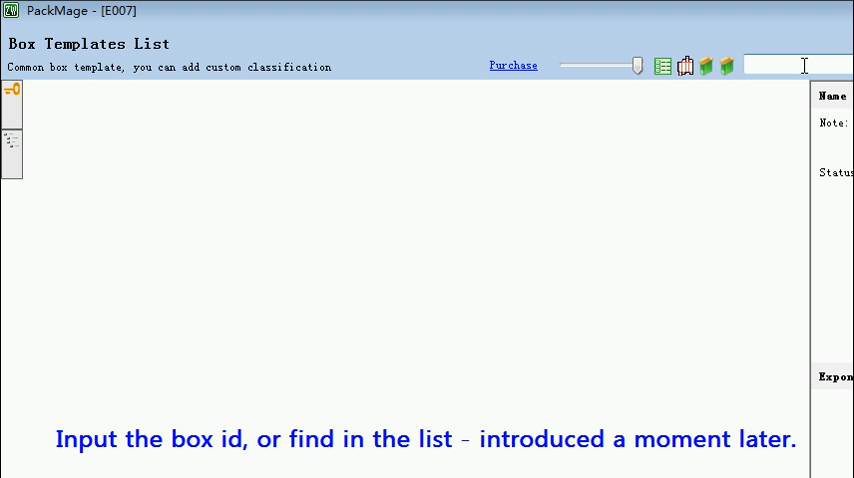 PackMage - [E007]
Box Templates List
Common box template, you can add custom classification
Purchase
Name
Note:
Status
Expon
Input the box id, or find in the list - introduced a moment later.